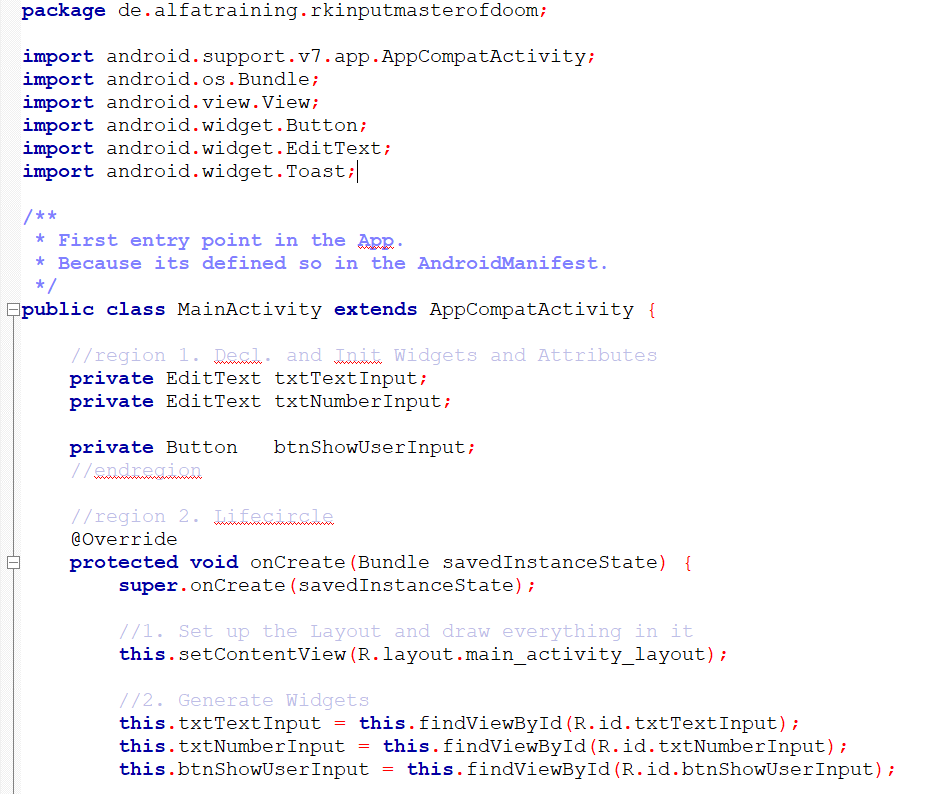 package de.alfatraining.rkinputmasterofdoom;
import android.support.v7.app.AppCompatActivity;
import android.os.Bundle;
import android.view.View;
import android.widget.Button;
import android.widget.EditText;
import android.widget.Toast;
/**
 * First entry point in the App.
 * Because its defined so in the AndroidManifest.
 */
public class MainActivity extends AppCompatActivity {
    //region 1. Decl. and Init Widgets and Attributes
    private EditText txtTextInput;
    private EditText txtNumberInput;
    private Button   btnShowUserInput;
    //endregion
    //region 2. Lifecircle
    @Override
    protected void onCreate(Bundle savedInstanceState) {
        super.onCreate(savedInstanceState);
        //1. Set up the Layout and draw everything in it
        this.setContentView(R.layout.main_activity_layout);
        //2. Generate Widgets
        this.txtTextInput = this.findViewById(R.id.txtTextInput);
        this.txtNumberInput = this.findViewById(R.id.txtNumberInput);
        this.btnShowUserInput = this.findViewById(R.id.btnShowUserInput);